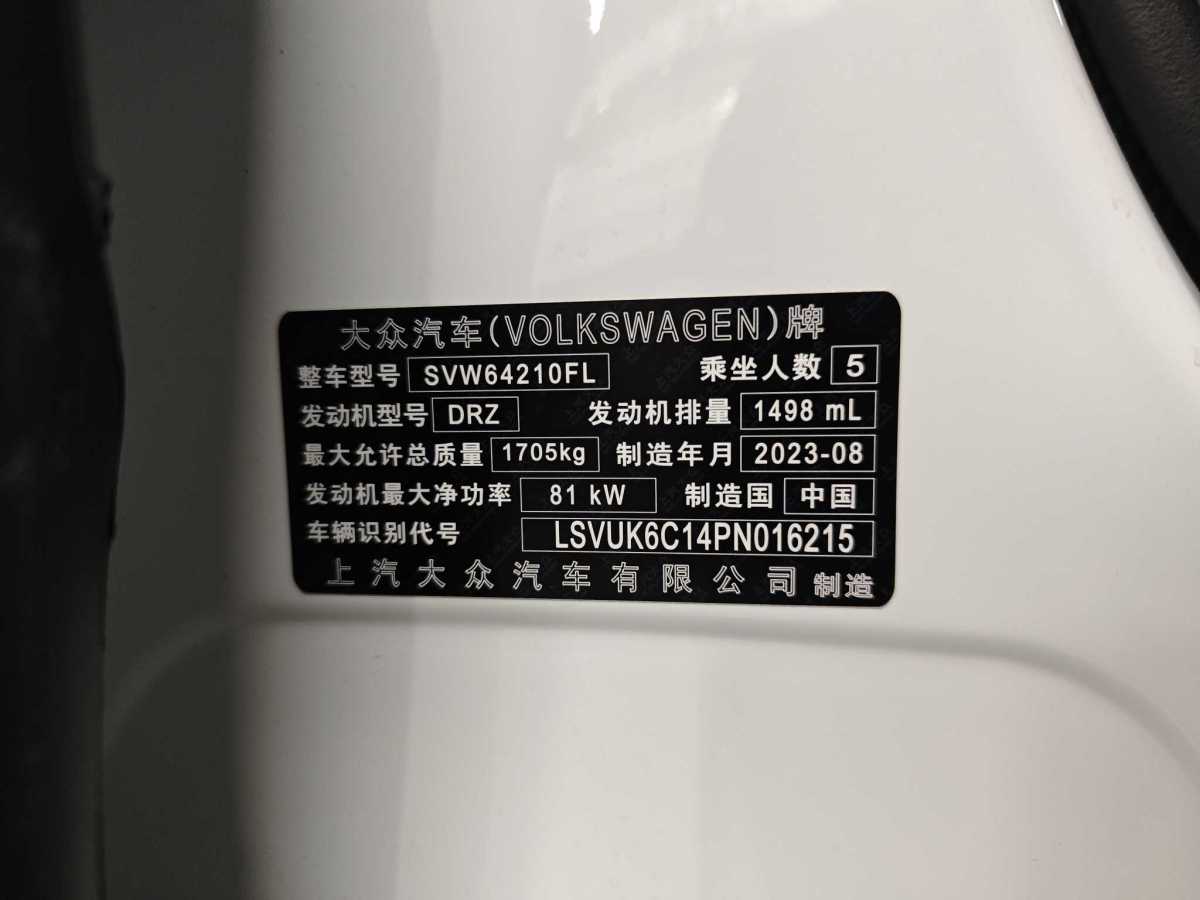 大众汽车(VOLKSWAGEN)牌
整车型号 SVW64210FL 乘坐人数 5
发动机型号 DRZ 发动机排量 1498 mL
最大允许总质量 1705kg 制造年月 2023-08
发动机最大净功率 81 kW 制造国 中国
车辆识别代号 LSVUK6C14PN016215
上汽大众汽车有限公司 制造